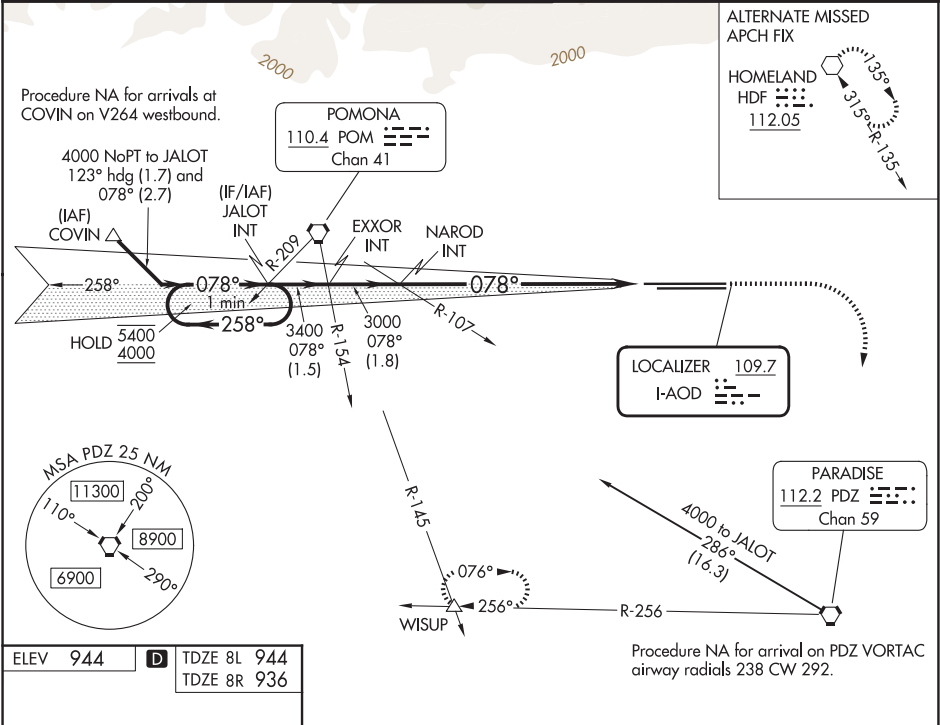 2000
2000
ALTERNATE MISSED
APCH FIX
HOMELAND
HDF
112.05
135°
315°
R-135
Procedure NA for arrivals at
COVIN on V264 westbound.
POMONA
110.4 POM
Chan 41
4000 NoPT to JALOT
123° hdg (1.7) and
078° (2.7)
(IAF)
COVIN
(IF/IAF)
JALOT
INT
R-209
EXXOR
INT
NAROD
INT
258°
078°
078°
1 min
258°
HOLD
5400
4000
3400
078°
(1.5)
R-154
3000
078°
(1.8)
R-107
LOCALIZER 109.7
I-AOD
MSA PDZ 25 NM
11300
110°
200°
8900
6900
290°
R-145
PARADISE
112.2 PDZ
Chan 59
4000 to JALOT
286°
(16.3)
076°
256°
R-256
WISUP
Procedure NA for arrival on PDZ VORTAC
airway radials 238 CW 292.
ELEV 944
D
TDZE 8L 944
TDZE 8R 936